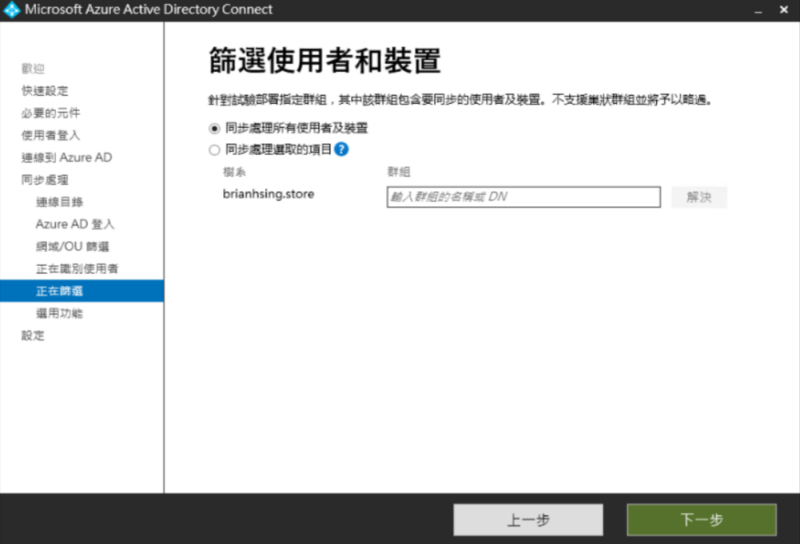 Microsoft Azure Active Directory Connect
歡迎
快速設定
必要的元件
使用者登入
連線到 Azure AD
同步處理
連線目錄
Azure AD 登入
網域/OU 篩選
正在識別使用者
正在篩選
選用功能
設定
篩選使用者和裝置
針對試驗部署指定群組，其中該群組包含要同步的使用者及裝置。不支援巢狀群組並將予以略過。
同步處理所有使用者及裝置
同步處理選取的項目 ?
樹系 群組
brianhsing.store 輸入群組的名稱或 DN 解決
上一步 下一步